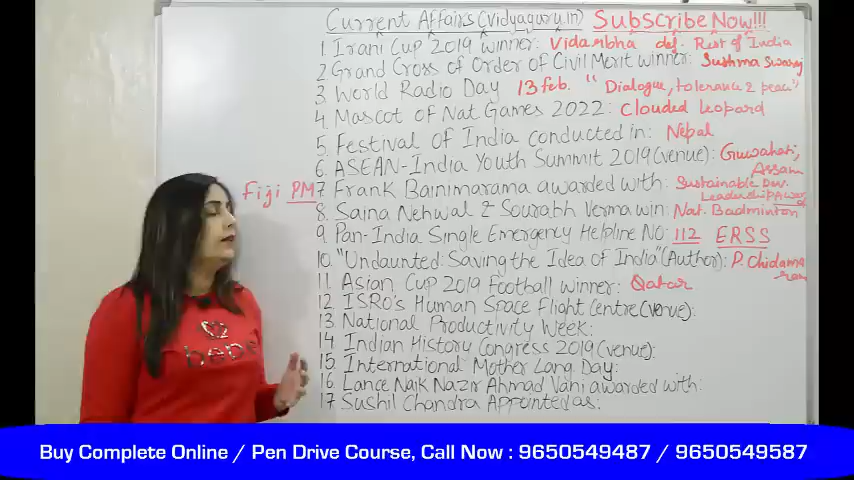 Current Affairs (Vidyaguru.in) Subscribe Now!!!
1 Irani Cup 2019 winner: Vidarbha def. Rest of India
2 Grand Cross of Order of Civil Merit winner: Sushma Swaraj
3. World Radio Day 13 feb. "Dialogue, tolerance & peace"
4. Mascot of Nat Games 2022: Clouded leopard
5. Festival of India conducted in: Nepal
6. ASEAN-India Youth Summit 2019 (venue): Guwahati, Assam
Fiji PM 7 Frank Bainimarama awarded with: Sustainable Dev. Leadership Award
8. Saina Nehwal & Sourabh Verma win: Nat. Badminton
9. Pan-India Single Emergency Helpline No: 112 ERSS
10. "Undaunted: Saving the Idea of India" (Author): P. Chidamaram
11. Asian Cup 2019 Football winner: Qatar
12 ISRO's Human Space Flight Centre (venue):
13 National Productivity Week:
14. Indian History Congress 2019 (venue):
15. International Mother Lang Day:
16. Lance Naik Nazir Ahmad Vani awarded with:
17 Sushil Chandra Appointed as:
hope
Buy Complete Online / Pen Drive Course, Call Now : 9650549487 / 9650549587